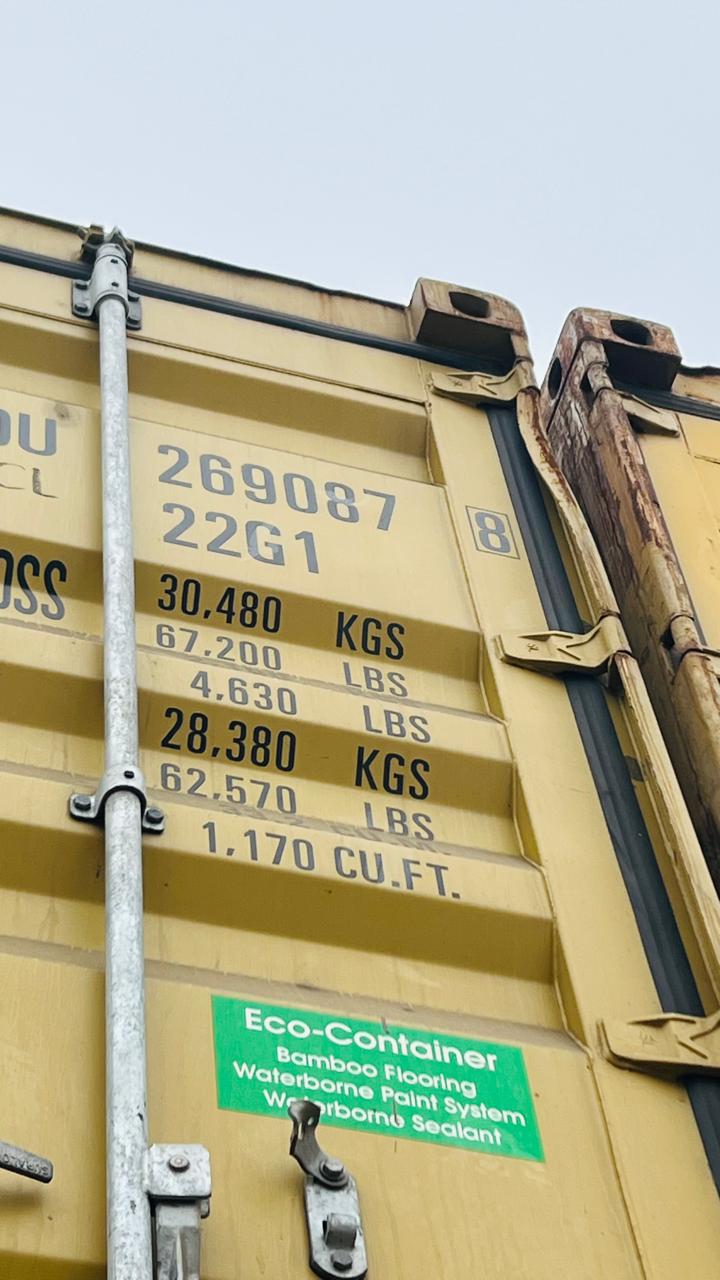 DU 269087 8
CL 22G1
OSS 30,480 KGS
67,200 LBS
4,630 LBS
28,380 KGS
62,570 LBS
1,170 CU.FT.
Eco-Container
Bamboo Flooring
Waterborne Paint System
Waterborne Sealant